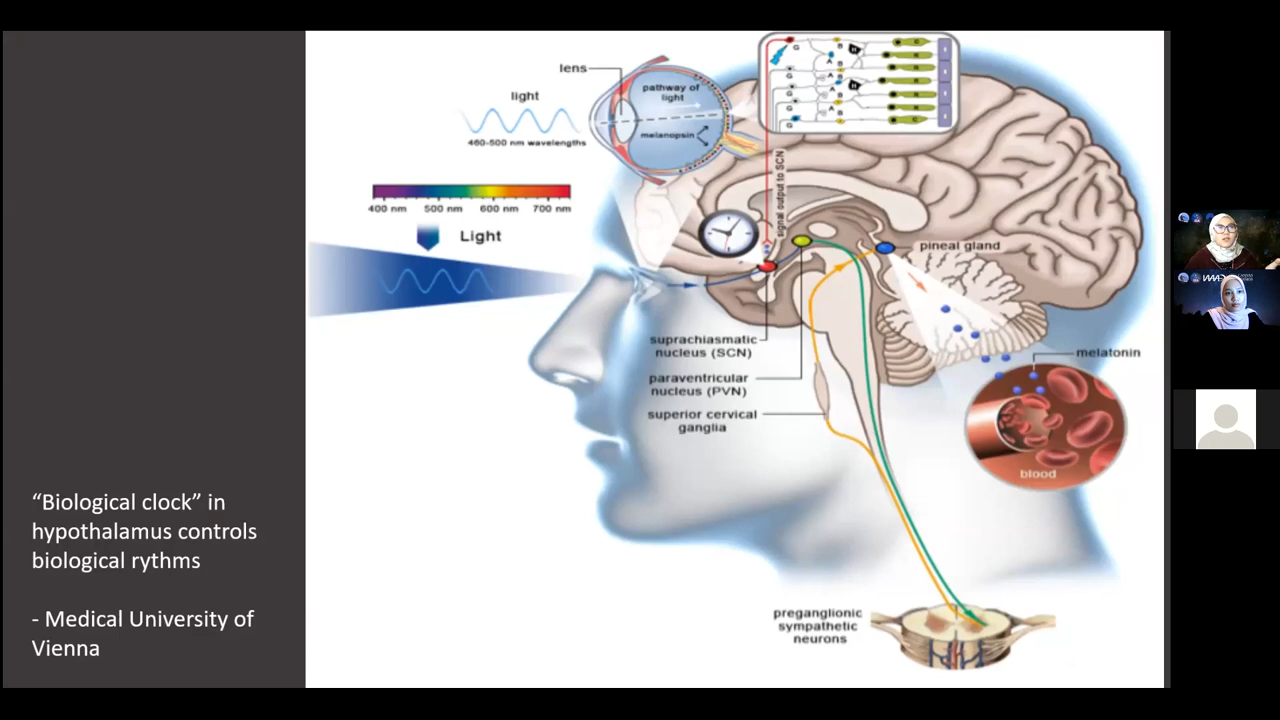 lens
light
460-500 nm wavelengths
pathway of
light
melanopsin
G
B
H
C
A
signal output to SCN
400 nm
500 nm
600 nm
700 nm
Light
pineal gland
suprachiasmatic
nucleus (SCN)
paraventricular
nucleus (PVN)
superior cervical
ganglia
melatonin
blood
preganglionic
sympathetic
neurons
“Biological clock” in
hypothalamus controls
biological rythms
- Medical University of
Vienna